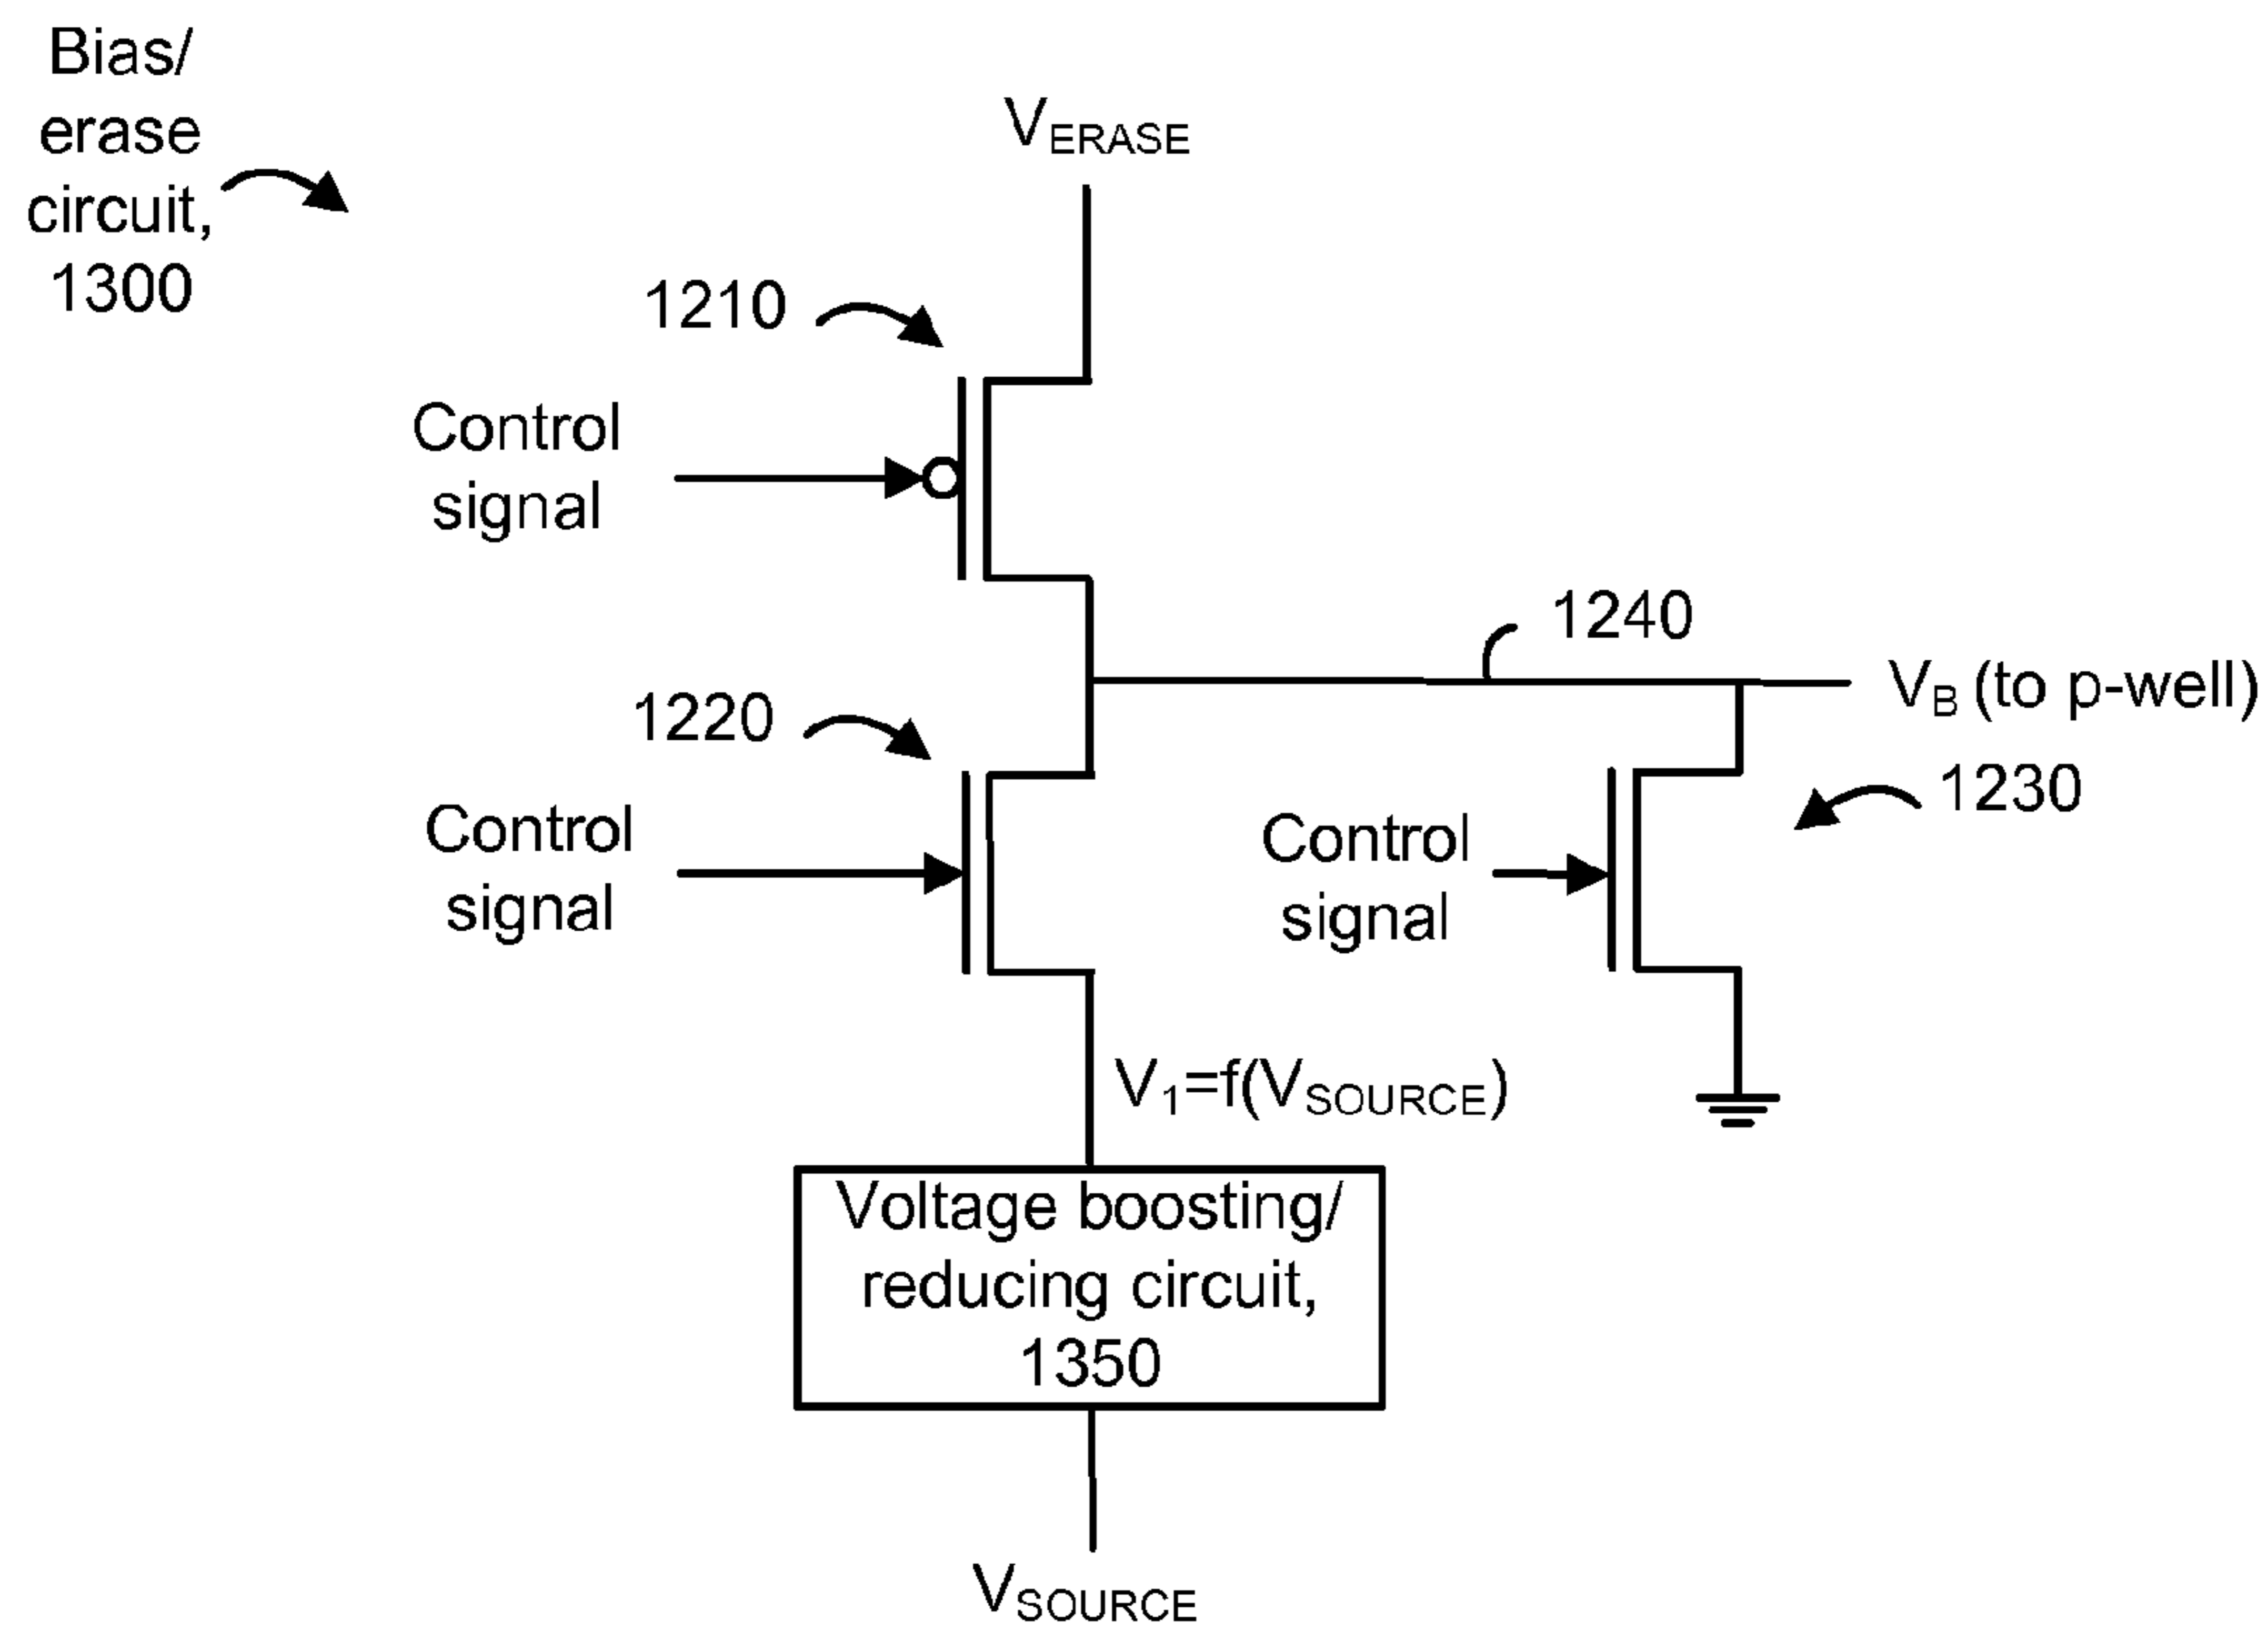 Bias/
erase
circuit,
1300
VERASE
1210
Control
signal
1240
VB (to p-well)
1220
1230
Control
signal
Control
signal
V1=f(VSOURCE)
Voltage boosting/
reducing circuit,
1350
VSOURCE